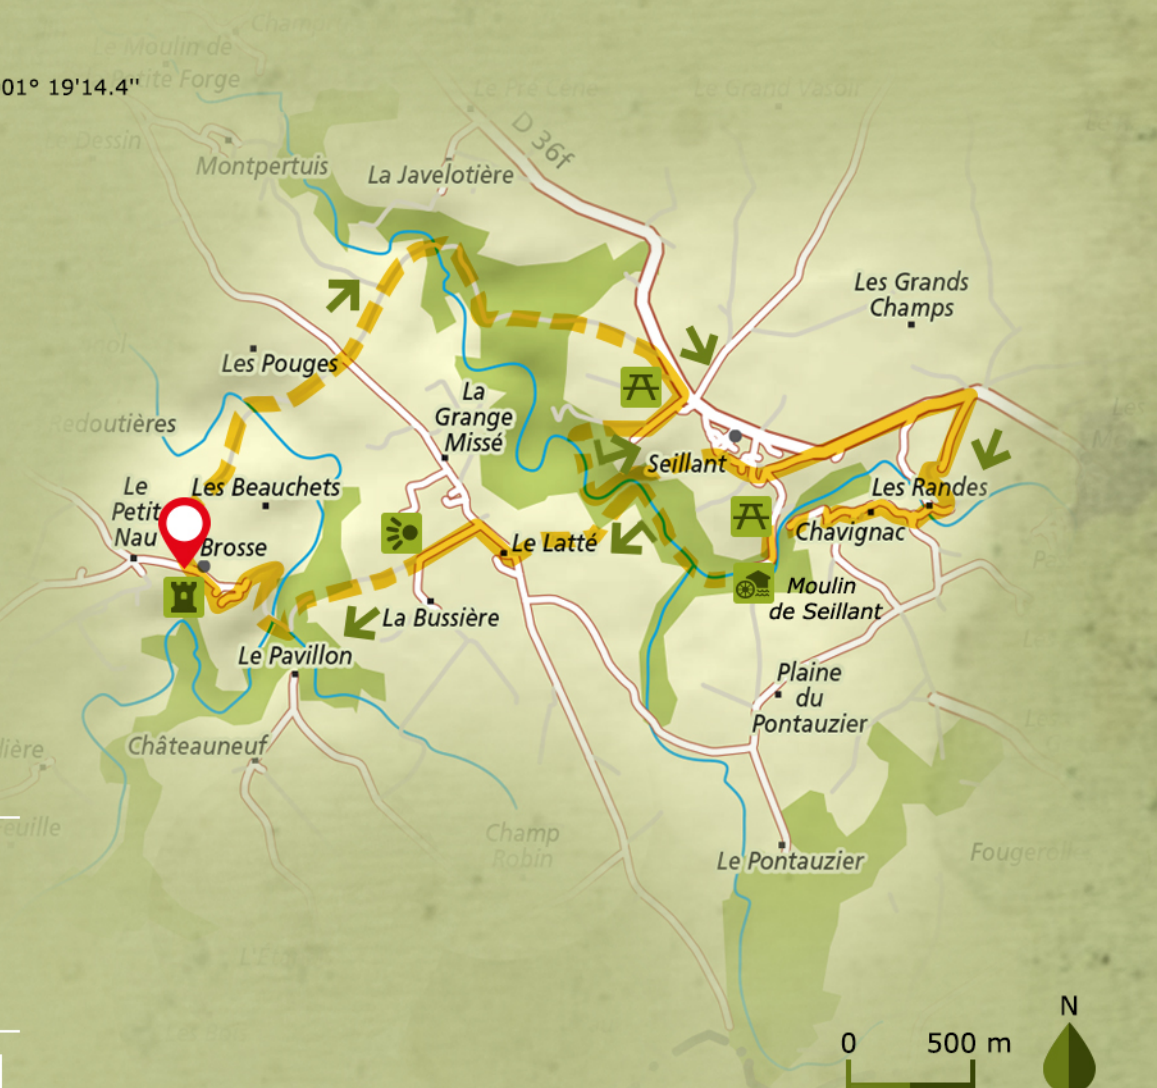 Champ
Le Moulin de
Petite Forge
01° 19'14.4''
Le Pré Cène
Le Grand Vasoil
D 36f
Le Dessin
Montpertuis
La Javelotière
Les Grands
Champs
Les Pouges
La
Grange
Missé
Redoutières
Seillant
Le
Petit
Nau
Les Beauchets
Les Randes
Chavignac
Brosse
Le Latté
Moulin
de Seillant
La Bussière
Le Pavillon
Plaine
du
Pontauzier
Châteauneuf
Champ
Robin
Le Pontauzier
Fougeroll
N
0 500 m